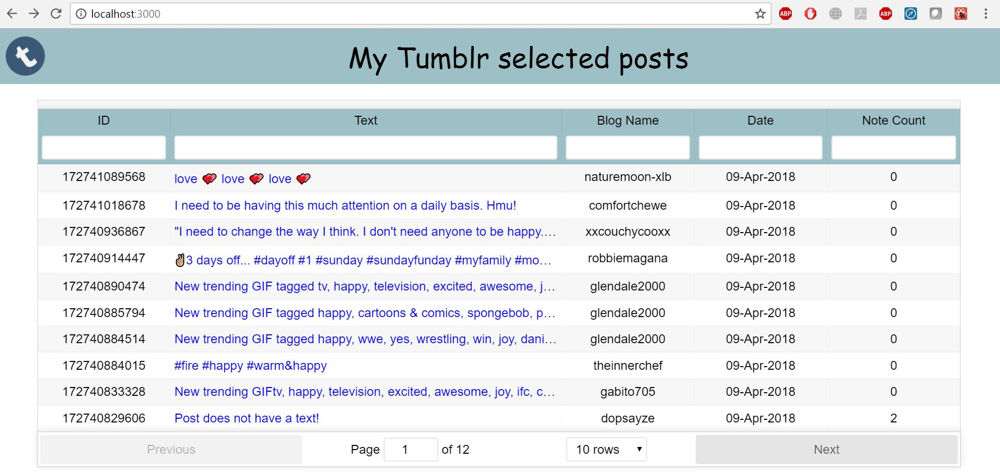 localhost:3000
ABP ABP
t My Tumblr selected posts
ID Text Blog Name Date Note Count
172741089568 love 💕 love 💕 love 💕 naturemoon-xlb 09-Apr-2018 0
172741018678 I need to be having this much attention on a daily basis. Hmu! comfortchewe 09-Apr-2018 0
172740936867 "I need to change the way I think. I don't need anyone to be happy.… xxcouchycooxx 09-Apr-2018 0
172740914447 ✌🏽3 days off... #dayoff #1 #sunday #sundayfunday #myfamily #mo… robbiemagana 09-Apr-2018 0
172740890474 New trending GIF tagged tv, happy, television, excited, awesome, j… glendale2000 09-Apr-2018 0
172740885794 New trending GIF tagged happy, cartoons & comics, spongebob, p… glendale2000 09-Apr-2018 0
172740884514 New trending GIF tagged happy, wwe, yes, wrestling, win, joy, dani… glendale2000 09-Apr-2018 0
172740884015 #fire #happy #warm&happy theinnerchef 09-Apr-2018 0
172740833328 New trending GIFtv, happy, television, excited, awesome, joy, ifc, c… gabito705 09-Apr-2018 0
172740829606 Post does not have a text! dopsayze 09-Apr-2018 2
Previous Page 1 of 12 10 rows Next